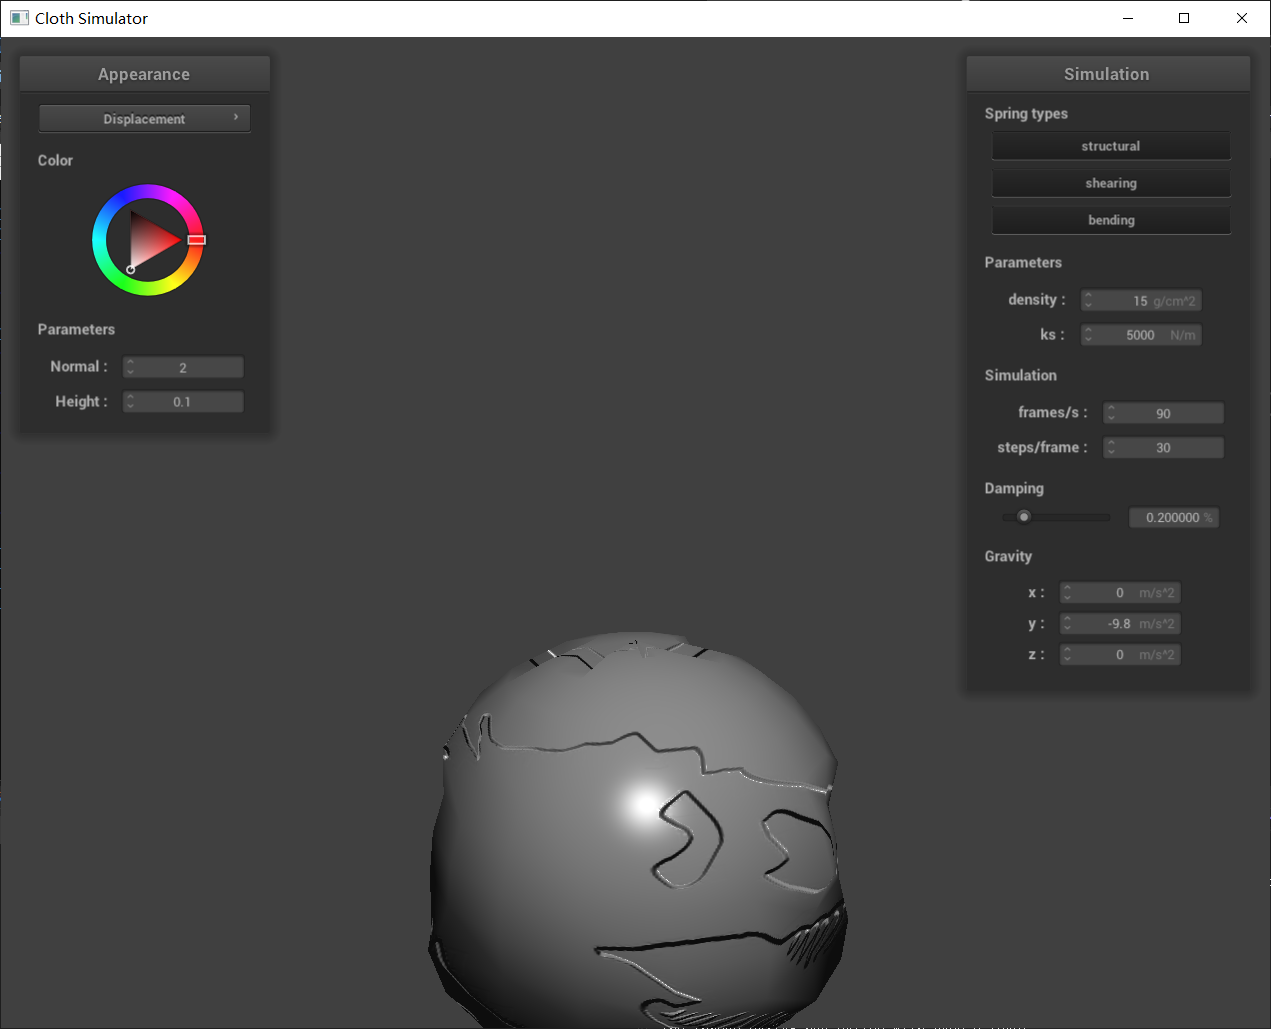 Cloth Simulator
Appearance
Displacement
Color
Parameters
Normal : 2
Height : 0.1
Simulation
Spring types
structural
shearing
bending
Parameters
density : 15 g/cm^2
ks : 5000 N/m
Simulation
frames/s : 90
steps/frame : 30
Damping
0.200000 %
Gravity
x : 0 m/s^2
y : -9.8 m/s^2
z : 0 m/s^2